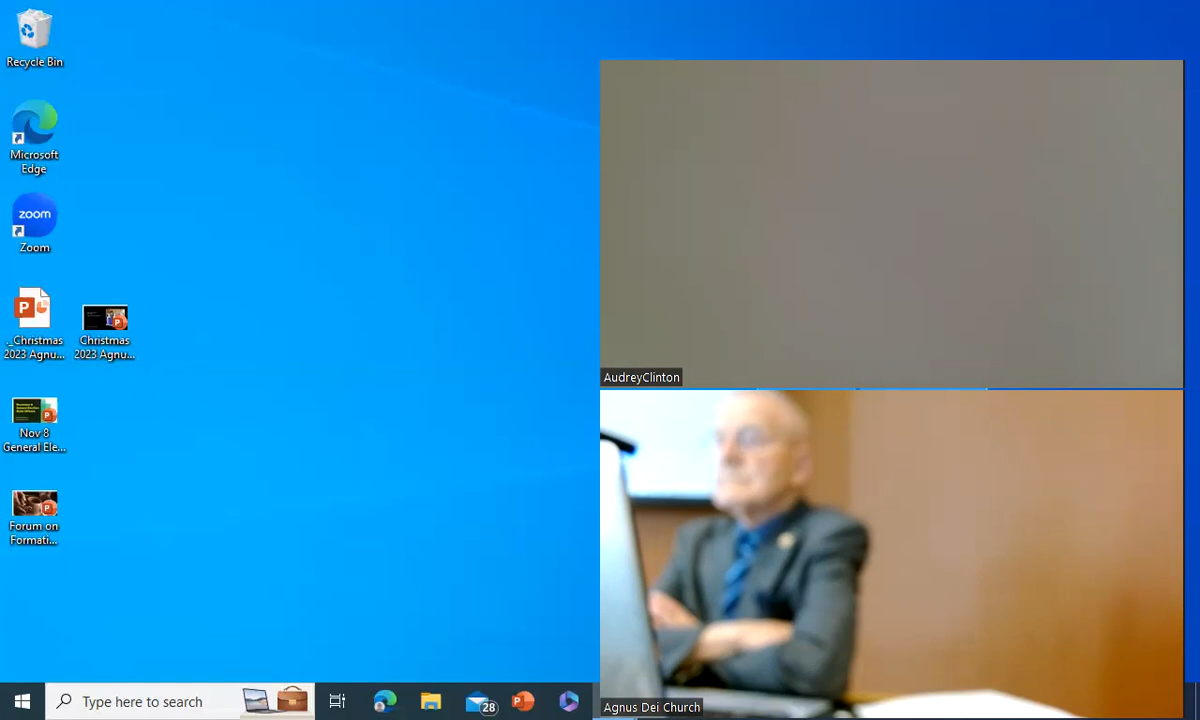 Recycle Bin
Microsoft
Edge
zoom
Zoom
P
._Christmas
2023 Agnu...
P
Christmas
2023 Agnu...
P
Nov 8
General Ele...
P
Forum on
Formati...
AudreyClinton
Agnus Dei Church
Type here to search
28
P